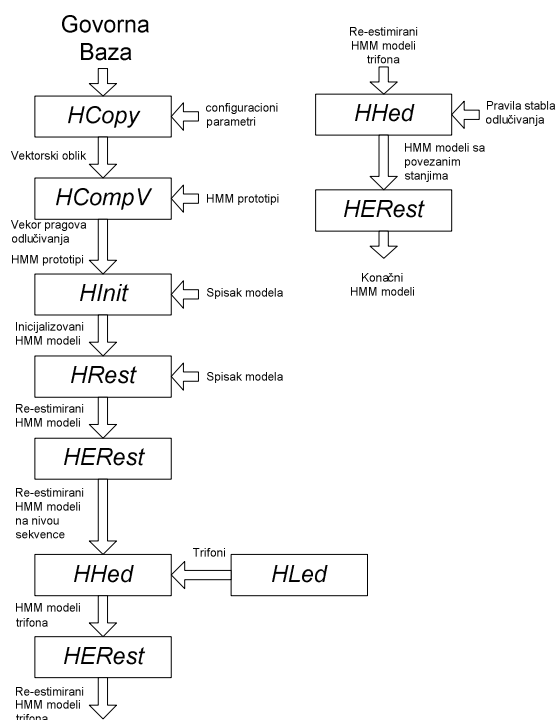 Govorna
Baza
HCopy
configuracioni
parametri
Vektorski oblik
HCompV
HMM prototipi
Vekor pragova
odlučivanja
HMM prototipi
HInit
Spisak modela
Inicijalizovani
HMM modeli
HRest
Spisak modela
Re-estimirani
HMM modeli
HERest
Re-estimirani
HMM modeli
na nivou
sekvence
HHed
Trifoni
HLed
HMM modeli
trifona
HERest
Re-estimirani
HMM modeli
trifona
Re-estimirani
HMM modeli
trifona
HHed
Pravila stabla
odlučivanja
HMM modeli sa
povezanim
stanjima
HERest
Konačni
HMM modeli